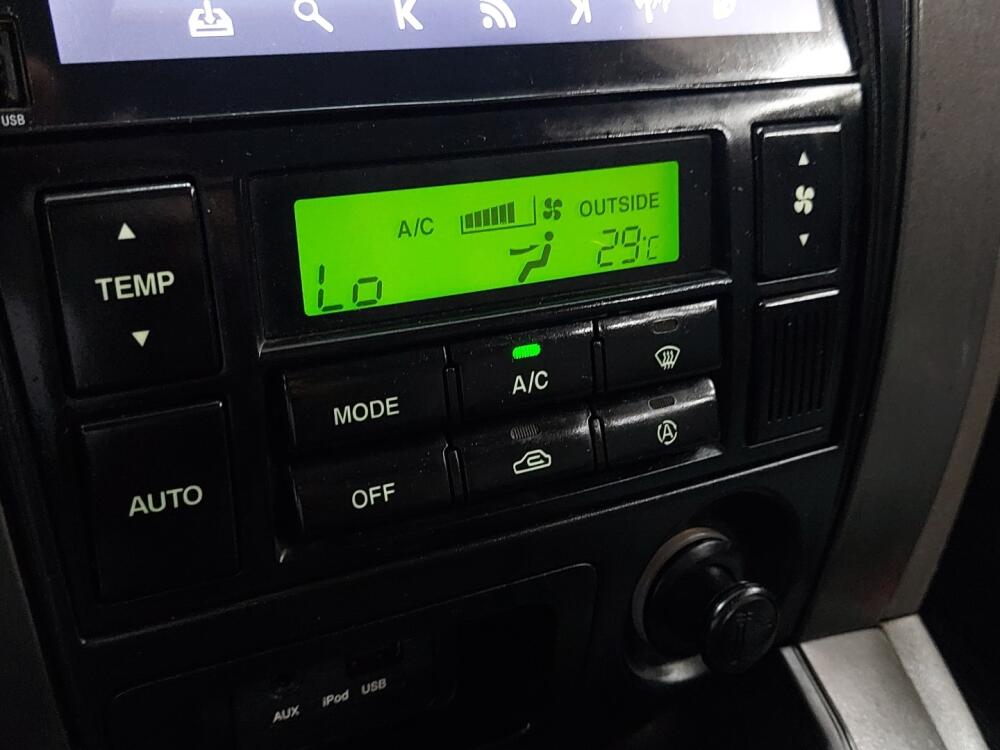 K
USB
A/C
OUTSIDE
Lo
29°C
TEMP
MODE
A/C
AUTO
OFF
A
AUX
iPod
USB